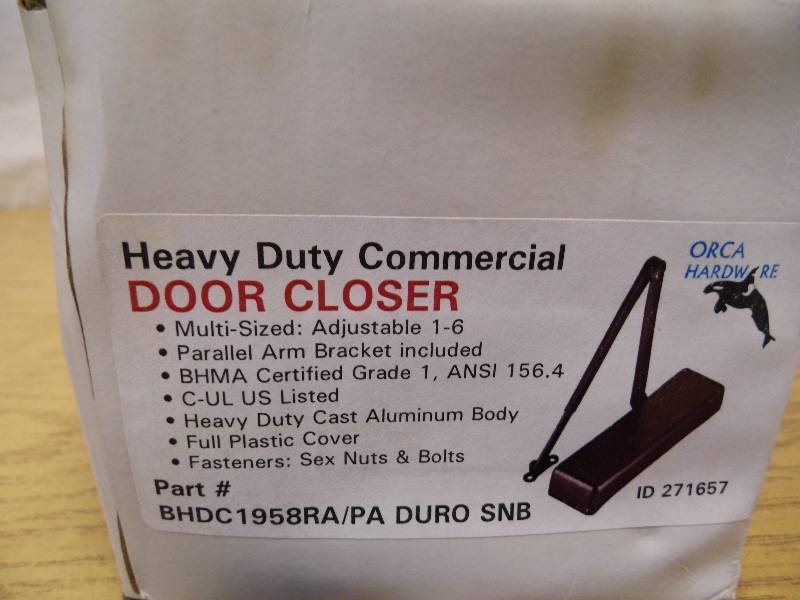 Heavy Duty Commercial
DOOR CLOSER
• Multi-Sized: Adjustable 1-6
• Parallel Arm Bracket included
• BHMA Certified Grade 1, ANSI 156.4
• C-UL US Listed
• Heavy Duty Cast Aluminum Body
• Full Plastic Cover
• Fasteners: Sex Nuts & Bolts
Part #
BHDC1958RA/PA DURO SNB
ORCA
HARDWARE
ID 271657